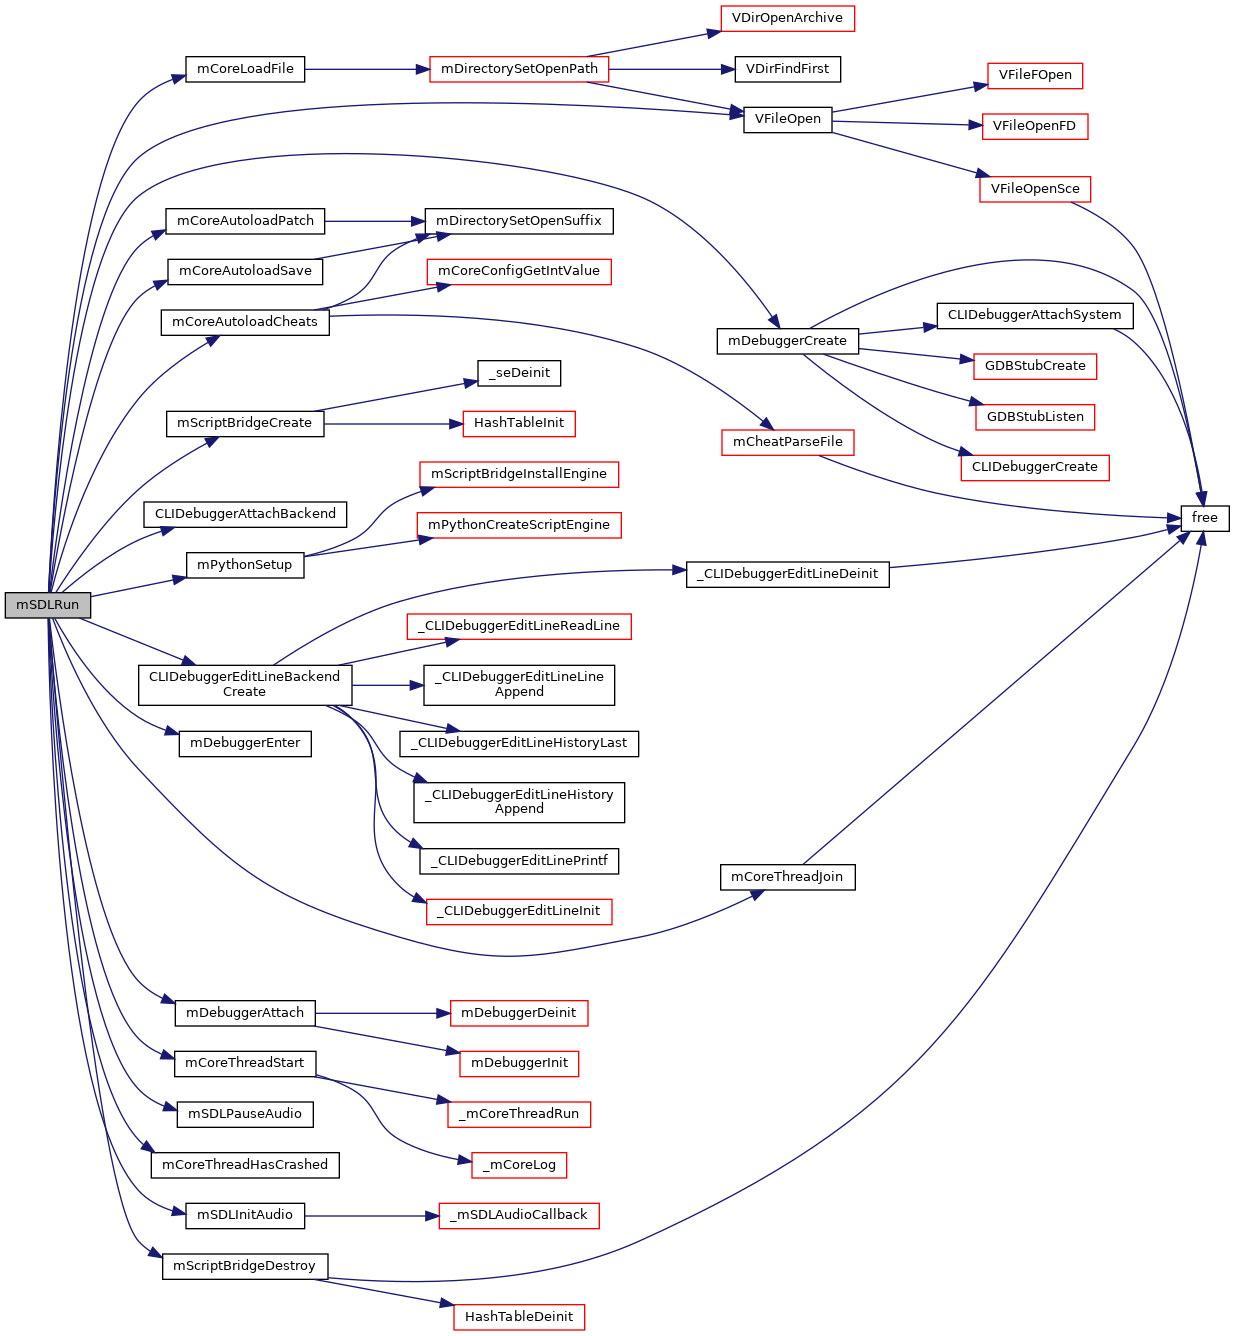 VDirOpenArchive
mCoreLoadFile
mDirectorySetOpenPath
VDirFindFirst
VFileFOpen
VFileOpen
VFileOpenFD
VFileOpenSce
mCoreAutoloadPatch
mDirectorySetOpenSuffix
mCoreAutoloadSave
mCoreConfigGetIntValue
mCoreAutoloadCheats
CLIDebuggerAttachSystem
mDebuggerCreate
GDBStubCreate
_seDeinit
GDBStubListen
mScriptBridgeCreate
HashTableInit
mCheatParseFile
CLIDebuggerCreate
mScriptBridgeInstallEngine
CLIDebuggerAttachBackend
mPythonCreateScriptEngine
free
mPythonSetup
_CLIDebuggerEditLineDeinit
mSDLRun
_CLIDebuggerEditLineReadLine
CLIDebuggerEditLineBackend
Create
_CLIDebuggerEditLineLine
Append
mDebuggerEnter
_CLIDebuggerEditLineHistoryLast
_CLIDebuggerEditLineHistory
Append
_CLIDebuggerEditLinePrintf
mCoreThreadJoin
_CLIDebuggerEditLineInit
mDebuggerAttach
mDebuggerDeinit
mCoreThreadStart
mDebuggerInit
mSDLPauseAudio
_mCoreThreadRun
mCoreThreadHasCrashed
_mCoreLog
mSDLInitAudio
_mSDLAudioCallback
mScriptBridgeDestroy
HashTableDeinit